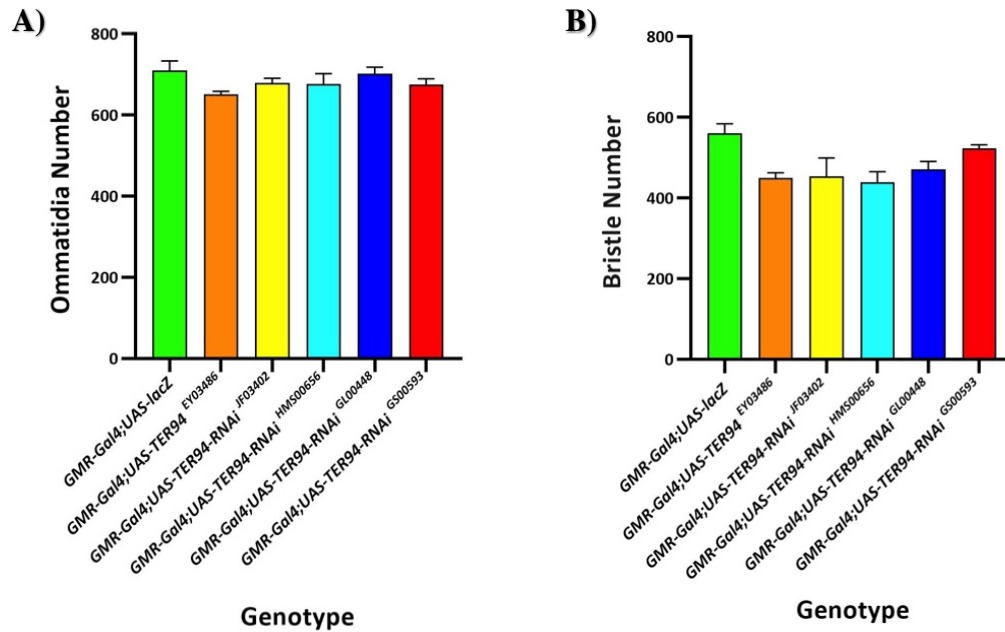 A)
Ommatidia Number
800
600
400
200
0
GMR-Gal4;UAS-lacZ
GMR-Gal4;UAS-TER94 EY03486
GMR-Gal4;UAS-TER94-RNAi JF03402
GMR-Gal4;UAS-TER94-RNAi HMS00656
GMR-Gal4;UAS-TER94-RNAi GL00448
GMR-Gal4;UAS-TER94-RNAi GS00593
Genotype
B)
Bristle Number
800
600
400
200
0
GMR-Gal4;UAS-lacZ
GMR-Gal4;UAS-TER94 EY03486
GMR-Gal4;UAS-TER94-RNAi JF03402
GMR-Gal4;UAS-TER94-RNAi HMS00656
GMR-Gal4;UAS-TER94-RNAi GL00448
GMR-Gal4;UAS-TER94-RNAi GS00593
Genotype